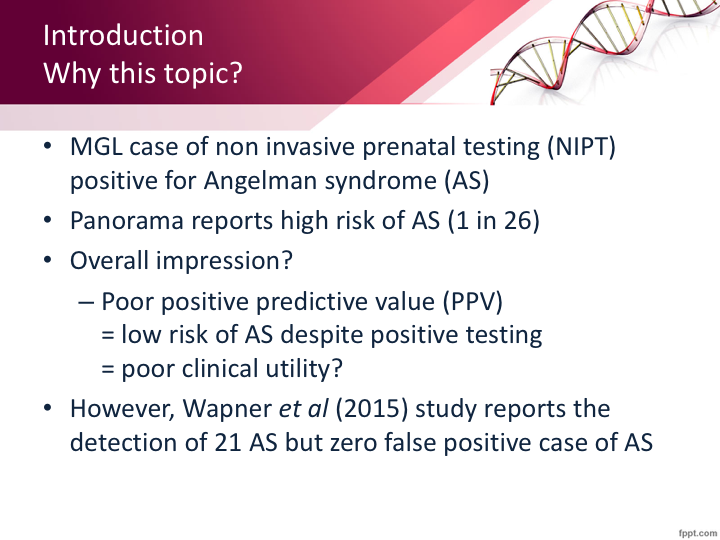 Introduction
Why this topic?
• MGL case of non invasive prenatal testing (NIPT)
positive for Angelman syndrome (AS)
• Panorama reports high risk of AS (1 in 26)
• Overall impression?
– Poor positive predictive value (PPV)
= low risk of AS despite positive testing
= poor clinical utility?
• However, Wapner et al (2015) study reports the
detection of 21 AS but zero false positive case of AS
fppt.com